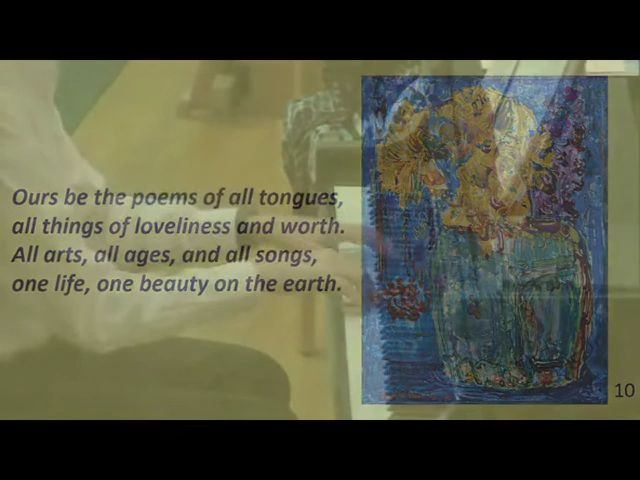 Ours be the poems of all tongues,
all things of loveliness and worth.
All arts, all ages, and all songs,
one life, one beauty on the earth.
10